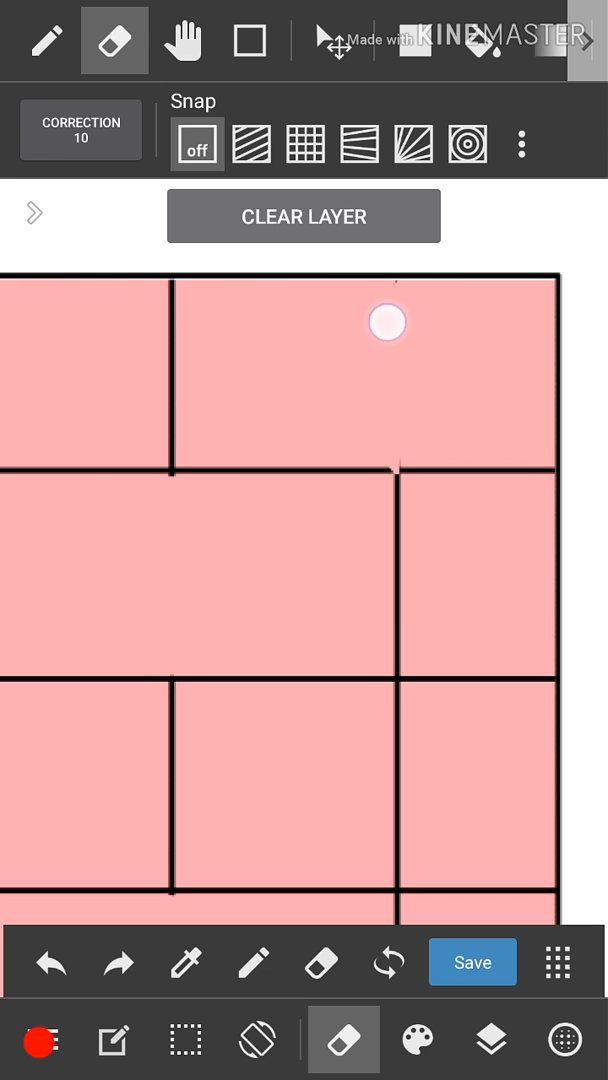 Made with KINEMASTER
CORRECTION
10
Snap
off
CLEAR LAYER
Save